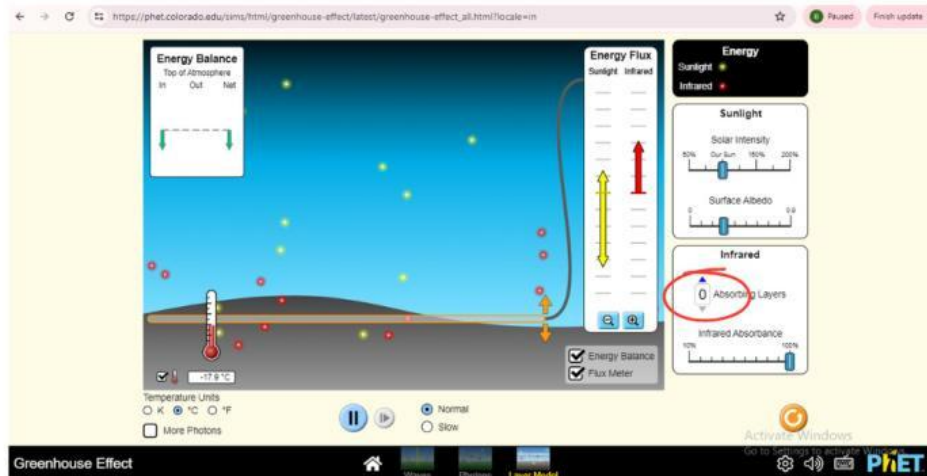 https://phet.colorado.edu/sims/html/greenhouse-effect/latest/greenhouse-effect_all.html?locale=in
Paused
Finish update
Energy Balance
Top of Atmosphere
In Out Net
Energy Flux
Sunlight Infrared
Energy
Sunlight
Infrared
Sunlight
Solar Intensity
50% Our Sun 150% 200%
Surface Albedo
0 0.9
Infrared
0 Absorbing Layers
Infrared Absorbance
10% 100%
Energy Balance
Flux Meter
-17.9 °C
Temperature Units
K °C °F
More Photons
Normal
Slow
Activate Windows
Go to Settings to activate Windows.
Greenhouse Effect
Waves Photons Layer Model
PhET